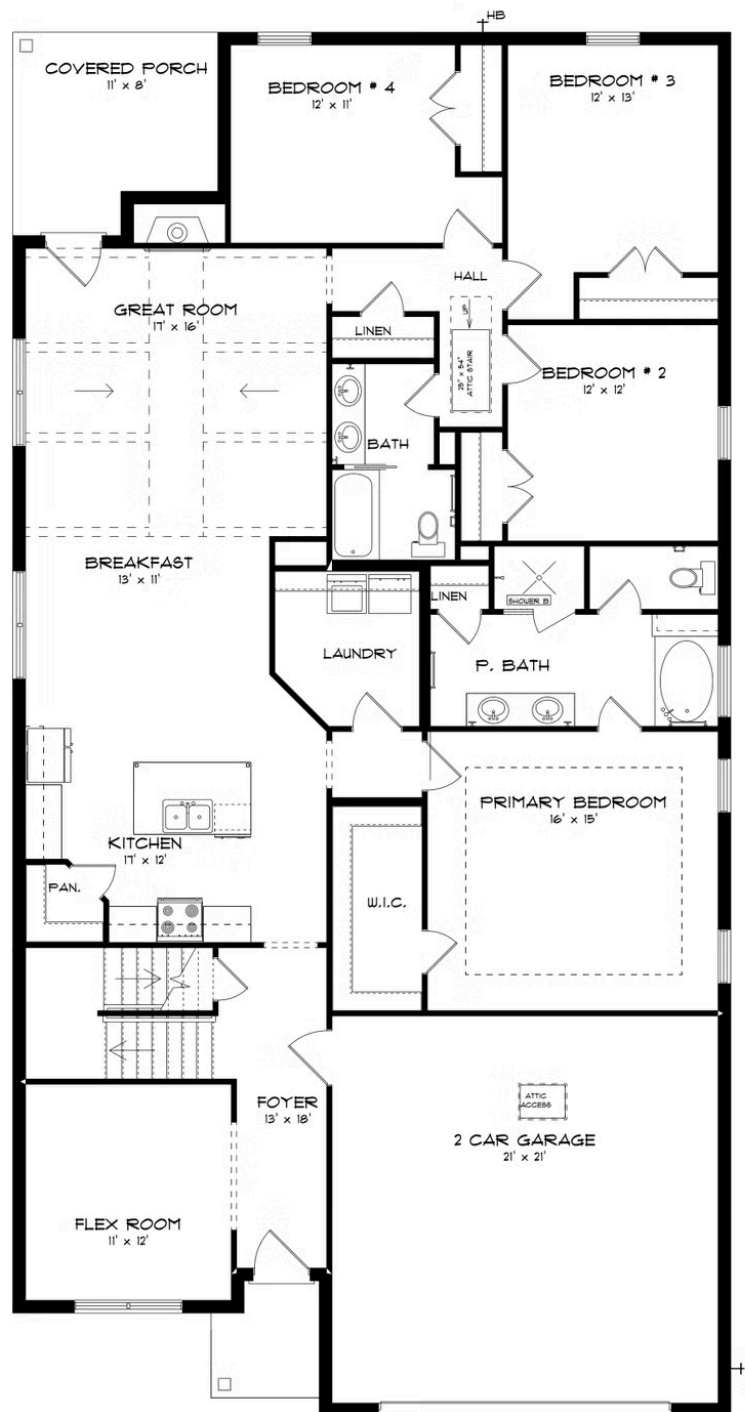 HB
COVERED PORCH
11' x 8'
BEDROOM # 4
12' x 11'
BEDROOM # 3
12' x 13'
HALL
GREAT ROOM
17' x 16'
UP
LINEN
25" x 54"
ATTIC STAIR
BEDROOM # 2
12' x 12'
BATH
BREAKFAST
13' x 11'
LINEN
SHOWER B
LAUNDRY
P. BATH
PRIMARY BEDROOM
16' x 15'
KITCHEN
17' x 12'
PAN.
W.I.C.
FOYER
13' x 18'
ATTIC
ACCESS
2 CAR GARAGE
21' x 21'
FLEX ROOM
11' x 12'